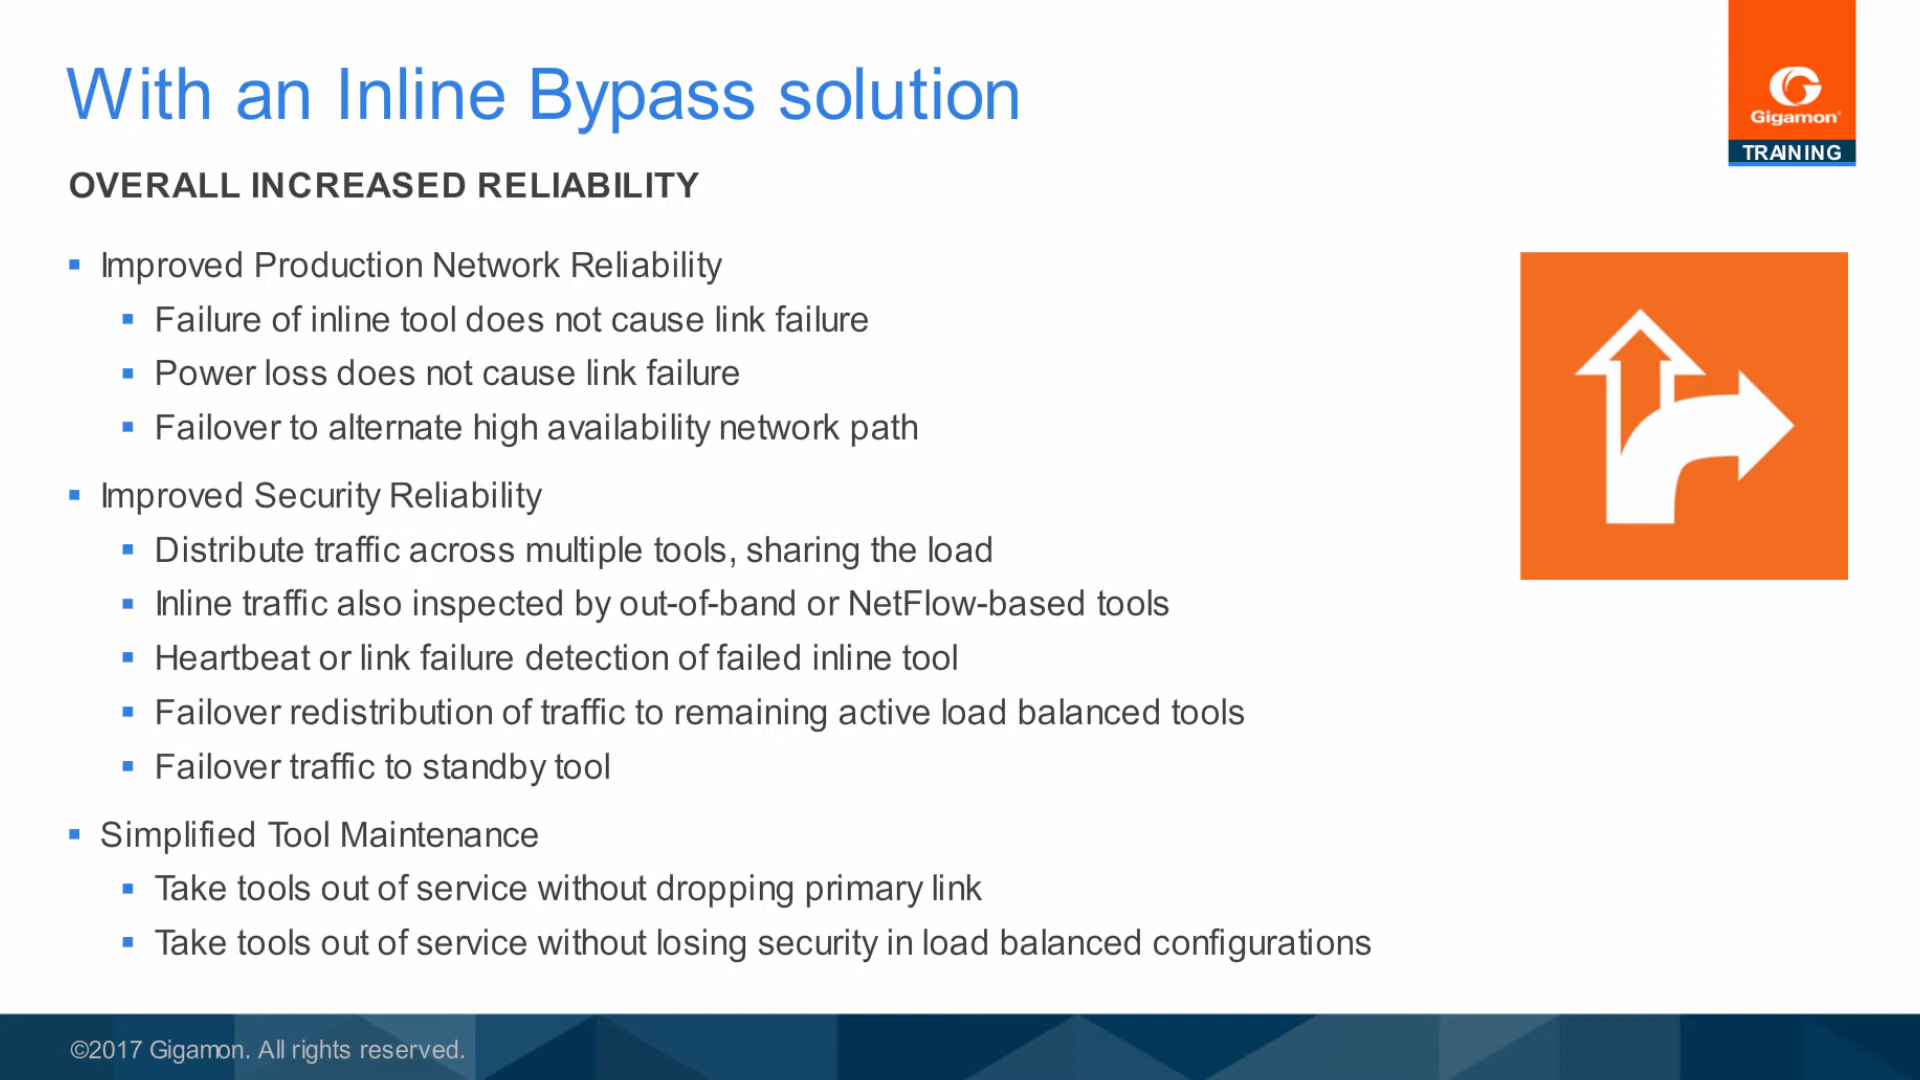 With an Inline Bypass solution
Gigamon®
TRAINING
OVERALL INCREASED RELIABILITY
▪ Improved Production Network Reliability
▪ Failure of inline tool does not cause link failure
▪ Power loss does not cause link failure
▪ Failover to alternate high availability network path
▪ Improved Security Reliability
▪ Distribute traffic across multiple tools, sharing the load
▪ Inline traffic also inspected by out-of-band or NetFlow-based tools
▪ Heartbeat or link failure detection of failed inline tool
▪ Failover redistribution of traffic to remaining active load balanced tools
▪ Failover traffic to standby tool
▪ Simplified Tool Maintenance
▪ Take tools out of service without dropping primary link
▪ Take tools out of service without losing security in load balanced configurations
©2017 Gigamon. All rights reserved.